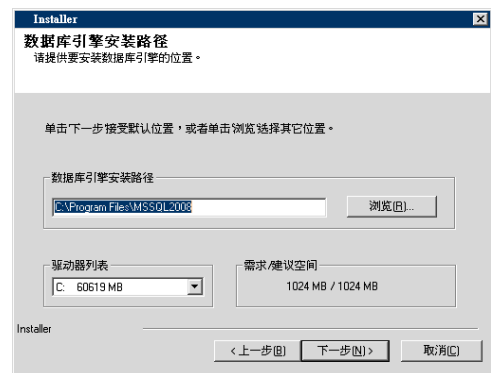 Installer
数据库引擎安装路径
请提供要安装数据库引擎的位置。
单击'下一步'接受默认位置，或者单击'浏览'选择其它位置。
数据库引擎安装路径
C:\Program Files\MSSQL2008
浏览(R)...
驱动器列表
需求/建议空间
C: 60619 MB
1024 MB / 1024 MB
Installer
<上一步(B) 下一步(N)> 取消(C)